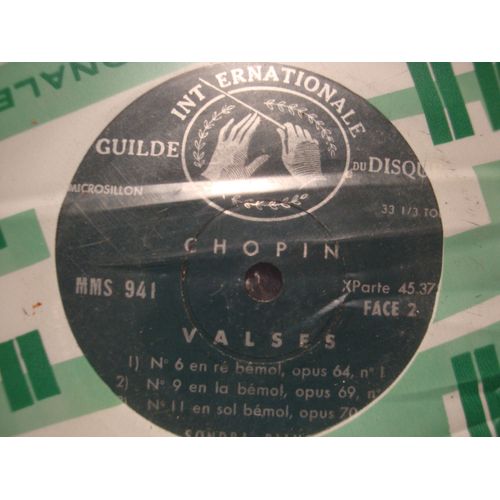 GUILDE INTERNATIONALE DU DISQU
MICROSILLON
33 1/3 TO
CHOPIN
MMS 941
XParte 45.37
FACE 2
VALSES
1) N° 6 en ré bémol, opus 64, n° 1
2) N° 9 en la bémol, opus 69, n°
N° 11 en sol bémol, opus 70